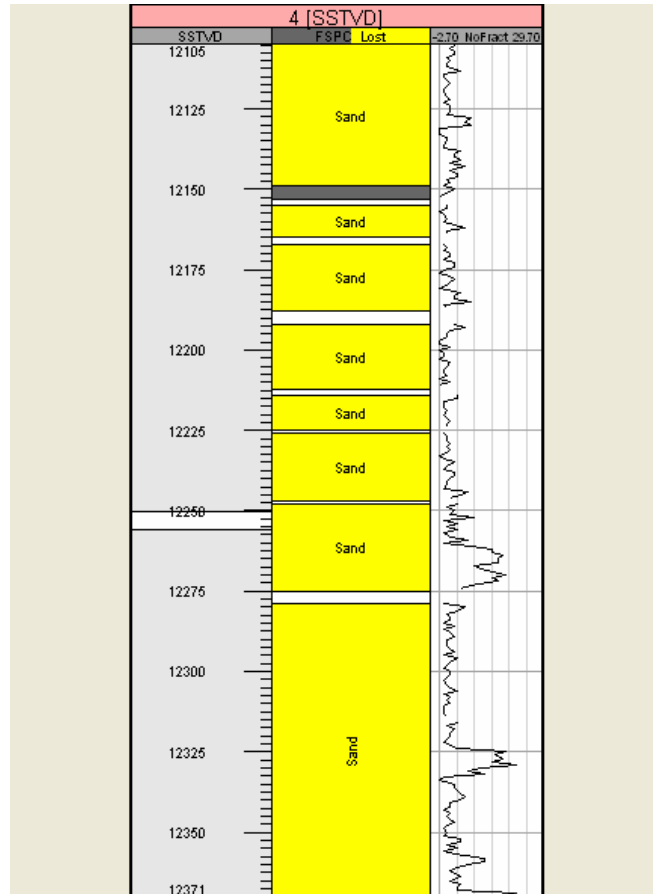 4 [SSTVD]
SSTVD FSPC Lost -2.70 NoFract 29.70
12105
12125 Sand
12150
Sand
12175 Sand
12200 Sand
Sand
12225
Sand
12250
Sand
12275
12300
12325 Sand
12350
12371